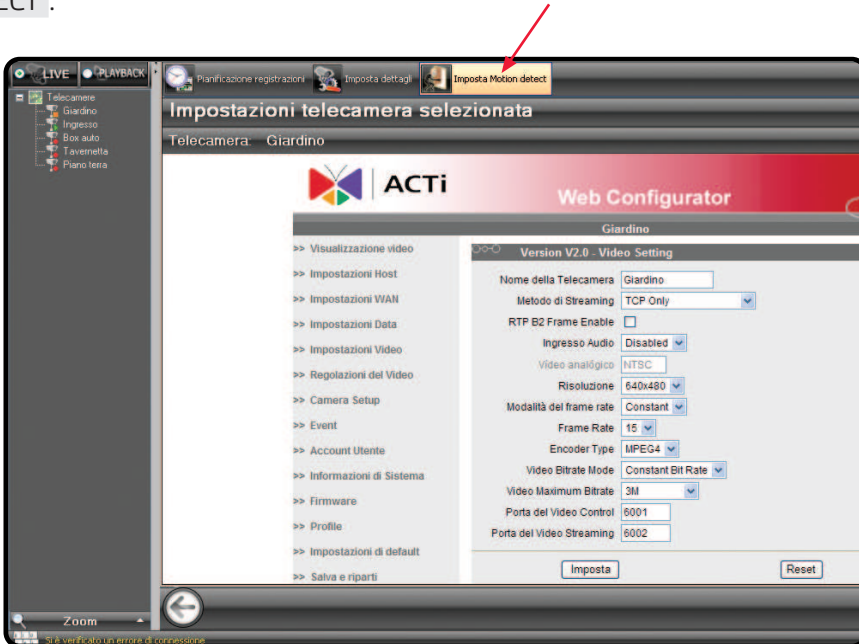 ECT .
LIVE PLAYBACK
Pianificazione registrazioni Imposta dettagli Imposta Motion detect
Impostazioni telecamera selezionata
Telecamera: Giardino
Telecamere
Giardino
Ingresso
Box auto
Tavernetta
Piano terra
ACTi
Web Configurator
Giardino
>> Visualizzazione video
>> Impostazioni Host
>> Impostazioni WAN
>> Impostazioni Data
>> Impostazioni Video
>> Regolazioni del Video
>> Camera Setup
>> Event
>> Account Utente
>> Informazioni di Sistema
>> Firmware
>> Profile
>> Impostazioni di default
>> Salva e riparti
Version V2.0 - Video Setting
Nome della Telecamera Giardino
Metodo di Streaming TCP Only
RTP B2 Frame Enable
Ingresso Audio Disabled
Video analógico NTSC
Risoluzione 640x480
Modalità del frame rate Constant
Frame Rate 15
Encoder Type MPEG4
Video Bitrate Mode Constant Bit Rate
Video Maximum Bitrate 3M
Porta del Video Control 6001
Porta del Video Streaming 6002
Imposta Reset
Zoom
Si è verificato un errore di connessione